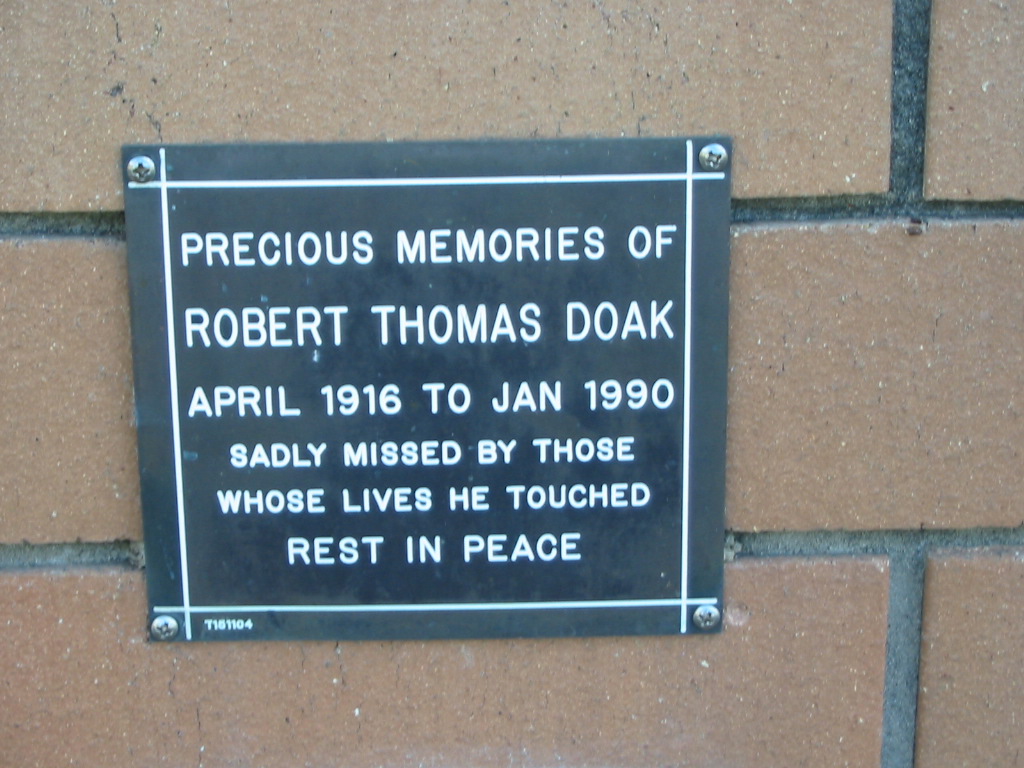 PRECIOUS MEMORIES OF
ROBERT THOMAS DOAK
APRIL 1916 TO JAN 1990
SADLY MISSED BY THOSE
WHOSE LIVES HE TOUCHED
REST IN PEACE
T161104